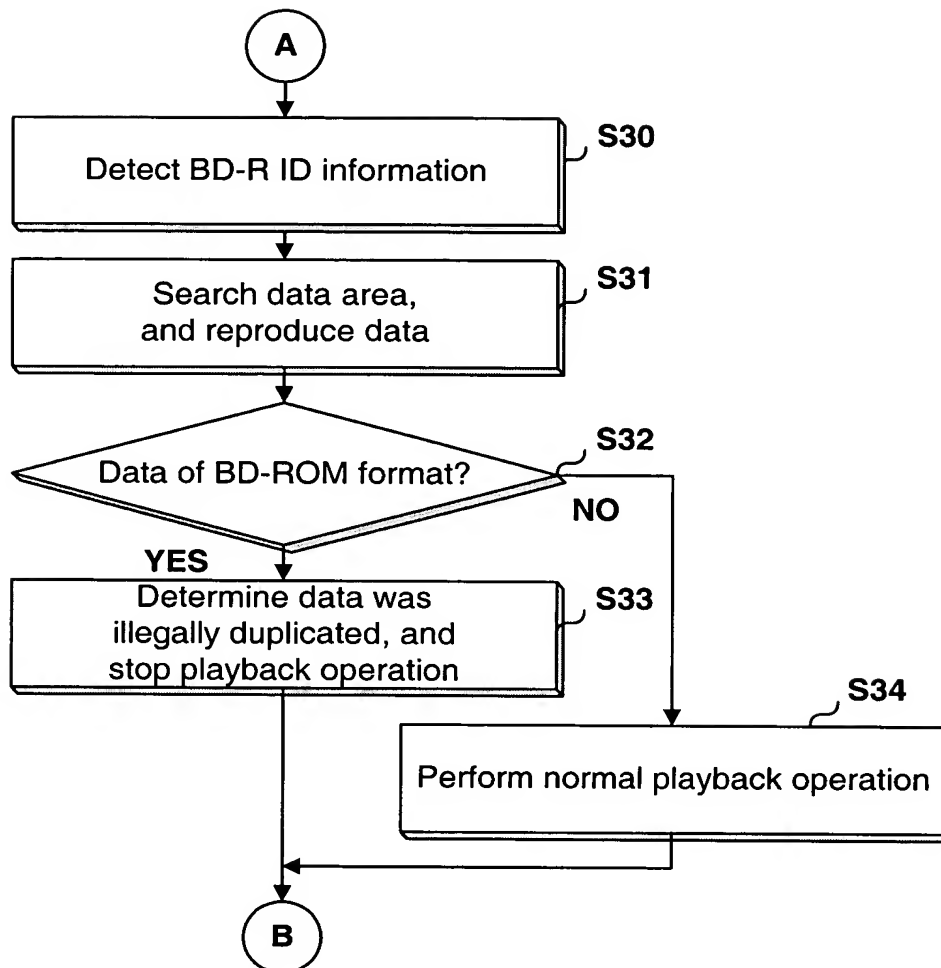 A
S30
Detect BD-R ID information
S31
Search data area,
and reproduce data
S32
Data of BD-ROM format?
NO
YES
S33
Determine data was
illegally duplicated, and
stop playback operation
S34
Perform normal playback operation
B